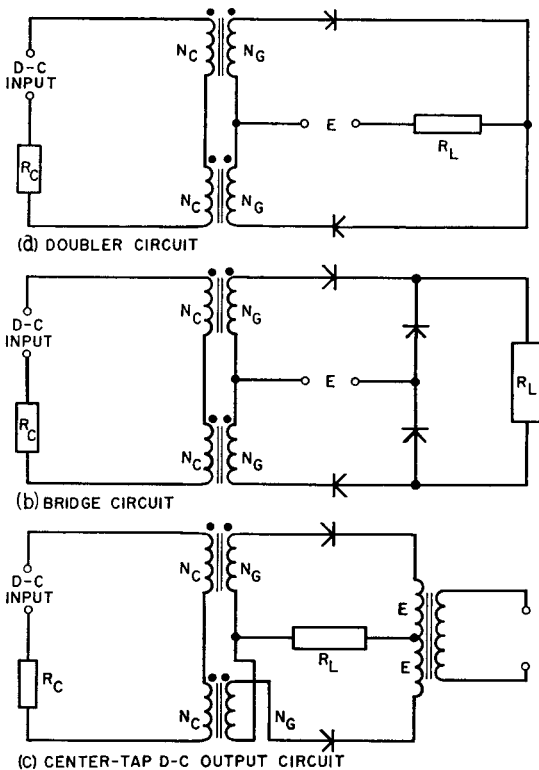 N_C N_G
D-C
INPUT
E
R_C R_L
N_C N_G
(a) DOUBLER CIRCUIT
N_C N_G
D-C
INPUT
E
R_C R_L
N_C N_G
(b) BRIDGE CIRCUIT
N_C N_G
D-C
INPUT
E
R_L
E
R_C
N_C N_G
(c) CENTER-TAP D-C OUTPUT CIRCUIT